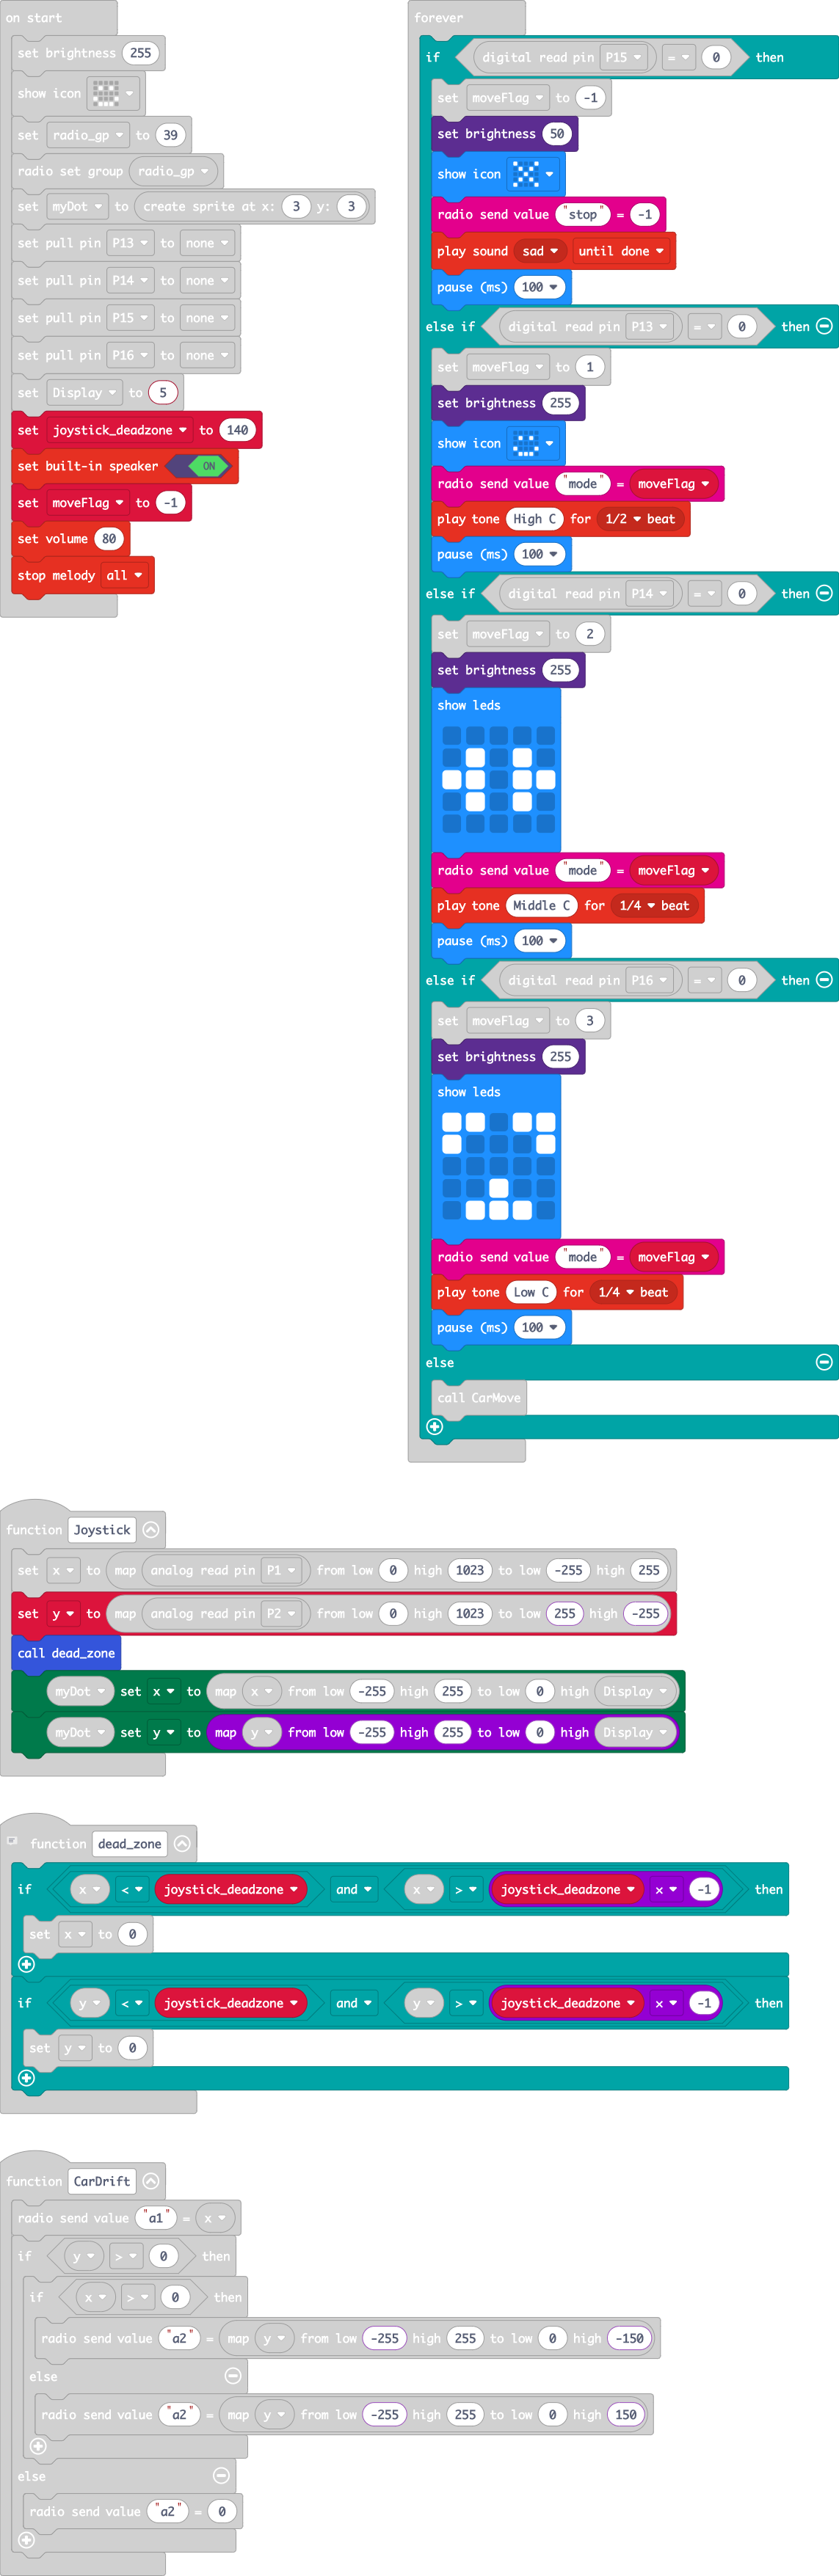 on start
set brightness 255
show icon
set radio_gp to 39
radio set group radio_gp
set myDot to create sprite at x: 3 y: 3
set pull pin P13 to none
set pull pin P14 to none
set pull pin P15 to none
set pull pin P16 to none
set Display to 5
set joystick_deadzone to 140
set built-in speaker ON
set moveFlag to -1
set volume 80
stop melody all
forever
if digital read pin P15 = 0 then
set moveFlag to -1
set brightness 50
show icon
radio send value "stop" = -1
play sound sad until done
pause (ms) 100
else if digital read pin P13 = 0 then
set moveFlag to 1
set brightness 255
show icon
radio send value "mode" = moveFlag
play tone High C for 1/2 beat
pause (ms) 100
else if digital read pin P14 = 0 then
set moveFlag to 2
set brightness 255
show leds
radio send value "mode" = moveFlag
play tone Middle C for 1/4 beat
pause (ms) 100
else if digital read pin P16 = 0 then
set moveFlag to 3
set brightness 255
show leds
radio send value "mode" = moveFlag
play tone Low C for 1/4 beat
pause (ms) 100
else
call CarMove
function Joystick
set x to map analog read pin P1 from low 0 high 1023 to low -255 high 255
set y to map analog read pin P2 from low 0 high 1023 to low 255 high -255
call dead_zone
myDot set x to map x from low -255 high 255 to low 0 high Display
myDot set y to map y from low -255 high 255 to low 0 high Display
function dead_zone
if x < joystick_deadzone and x > joystick_deadzone × -1 then
set x to 0
if y < joystick_deadzone and y > joystick_deadzone × -1 then
set y to 0
function CarDrift
radio send value "a1" = x
if y > 0 then
if x > 0 then
radio send value "a2" = map y from low -255 high 255 to low 0 high -150
else
radio send value "a2" = map y from low -255 high 255 to low 0 high 150
else
radio send value "a2" = 0